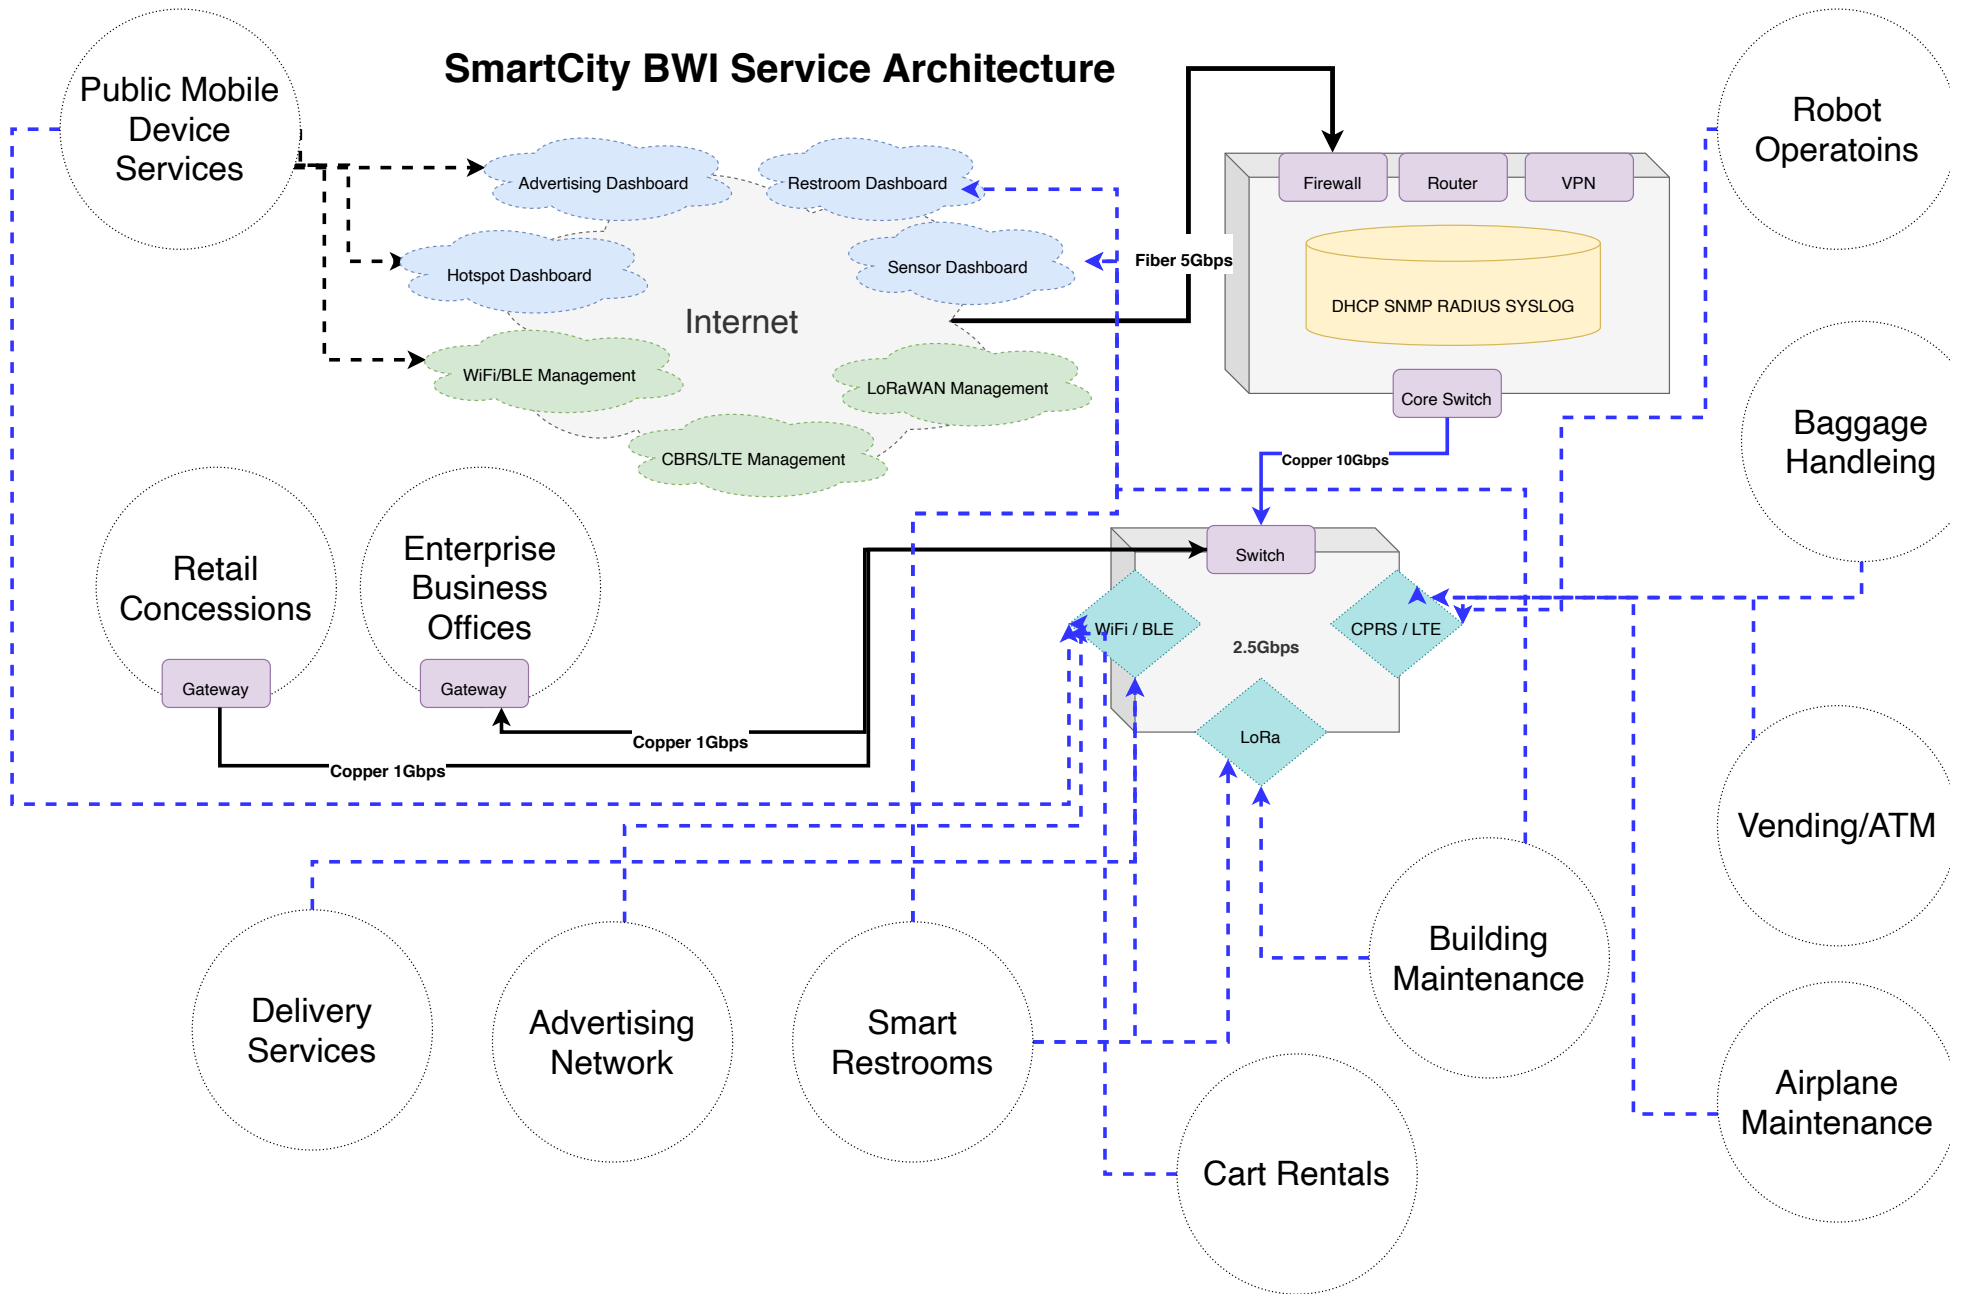 SmartCity BWI Service Architecture
Public Mobile
Device
Services
Robot
Operatoins
Advertising Dashboard
Restroom Dashboard
Firewall
Router
VPN
Hotspot Dashboard
Sensor Dashboard
Fiber 5Gbps
Internet
DHCP SNMP RADIUS SYSLOG
WiFi/BLE Management
LoRaWAN Management
Core Switch
CBRS/LTE Management
Copper 10Gbps
Baggage
Handleing
Retail
Concessions
Enterprise
Business
Offices
Switch
WiFi / BLE
CPRS / LTE
2.5Gbps
Gateway
Gateway
LoRa
Copper 1Gbps
Copper 1Gbps
Vending/ATM
Building
Maintenance
Delivery
Services
Advertising
Network
Smart
Restrooms
Airplane
Maintenance
Cart Rentals